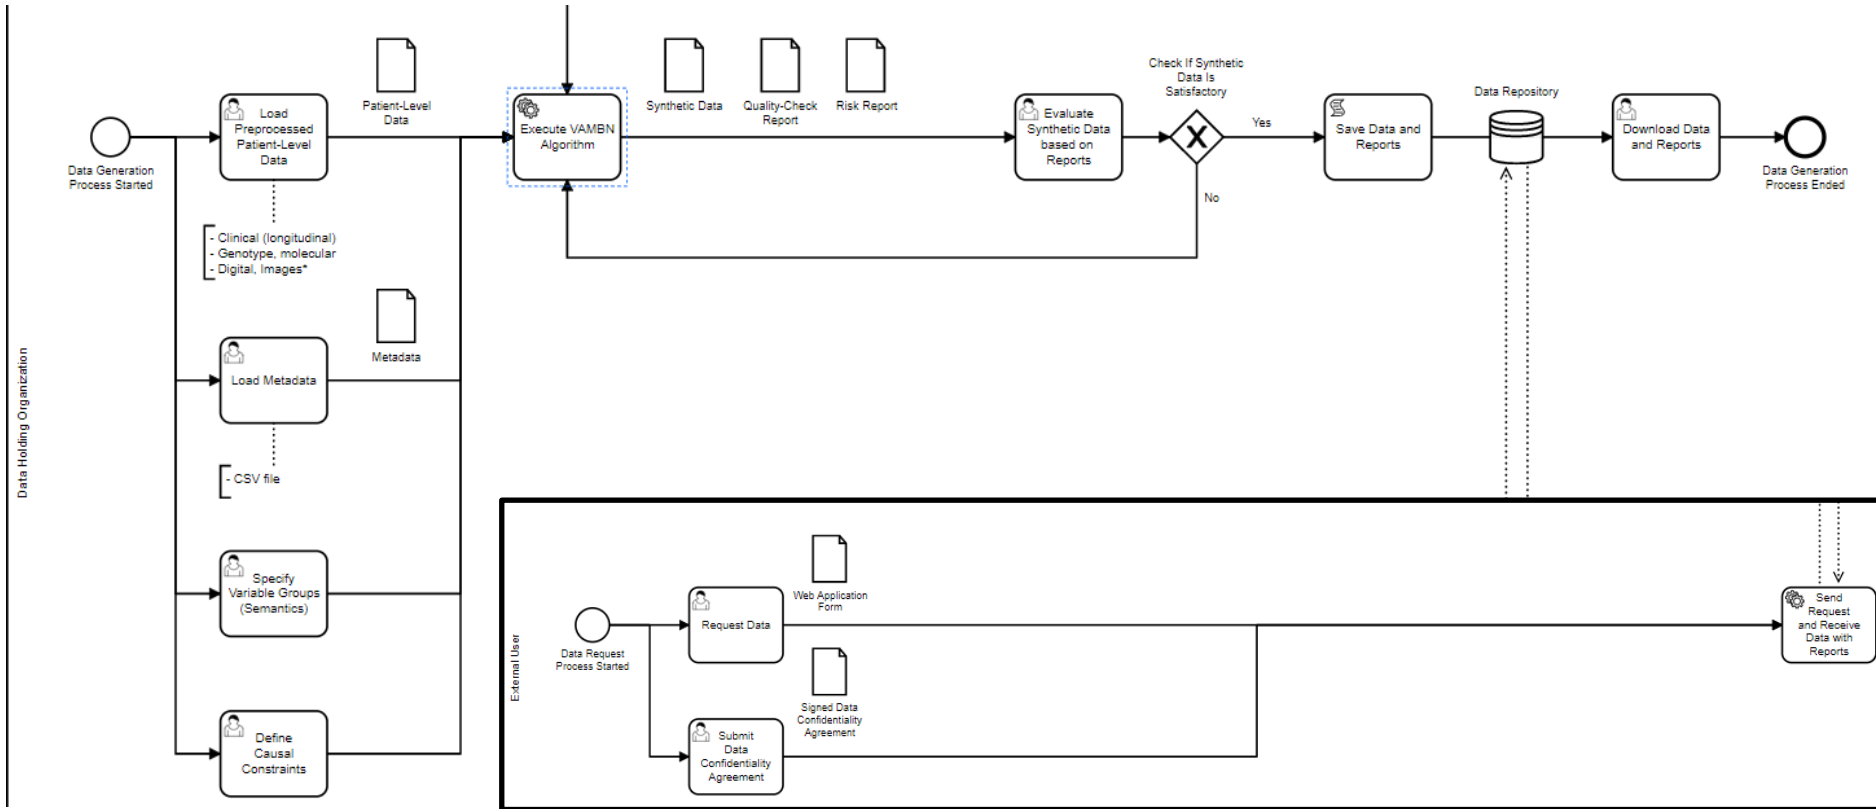 Data Holding Organization
Data Generation
Process Started
Load
Preprocessed
Patient-Level
Data
- Clinical (longitudinal)
- Genotype, molecular
- Digital, Images*
Patient-Level
Data
Load Metadata
- CSV file
Metadata
Specify
Variable Groups
(Semantics)
Define
Causal
Constraints
Execute VAMBN
Algorithm
Synthetic Data
Quality-Check
Report
Risk Report
Evaluate
Synthetic Data
based on
Reports
Check If Synthetic
Data Is
Satisfactory
X
Yes
No
Save Data and
Reports
Data Repository
Download Data
and Reports
Data Generation
Process Ended
External User
Data Request
Process Started
Request Data
Web Application
Form
Submit
Data
Confidentiality
Agreement
Signed Data
Confidentiality
Agreement
Send
Request
and Receive
Data with
Reports